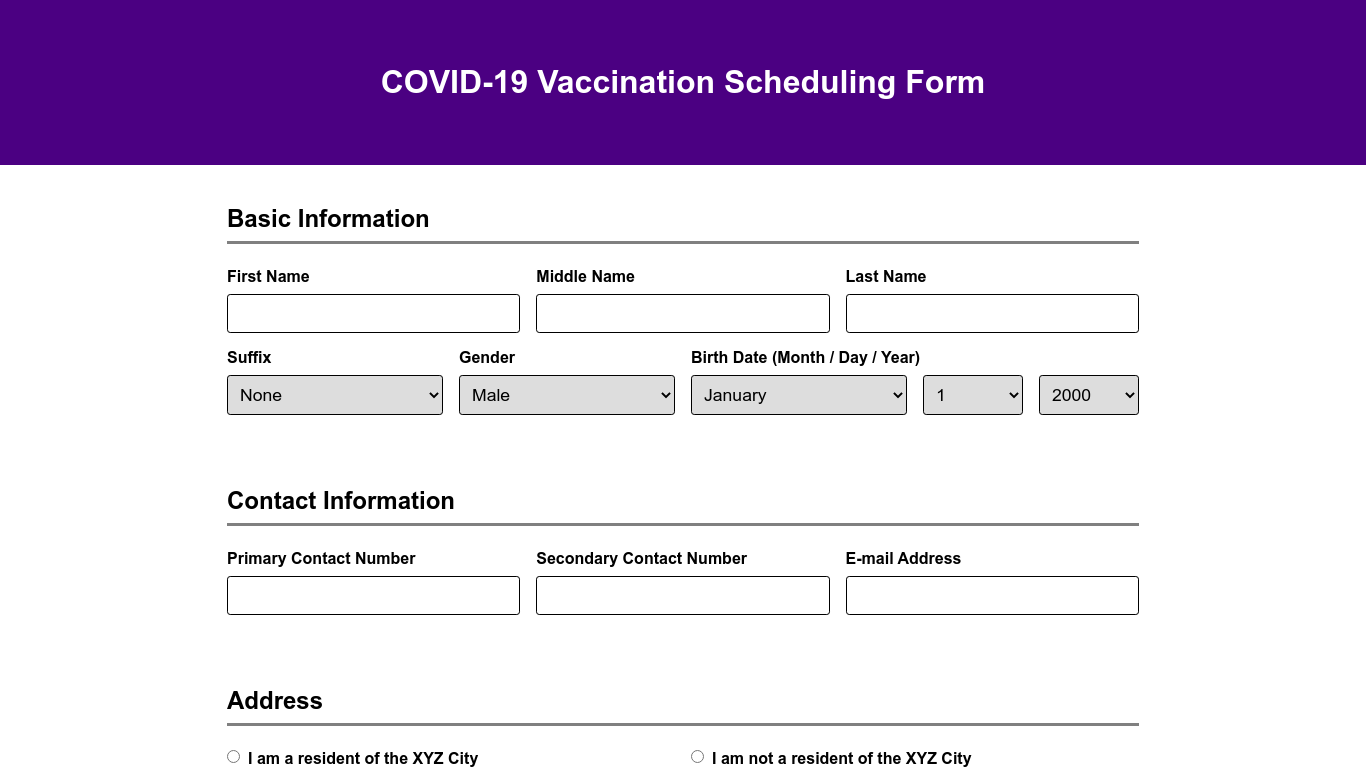 COVID-19 Vaccination Scheduling Form
Basic Information
First Name Middle Name Last Name
Suffix Gender Birth Date (Month / Day / Year)
None Male January 1 2000
Contact Information
Primary Contact Number Secondary Contact Number E-mail Address
Address
I am a resident of the XYZ City I am not a resident of the XYZ City